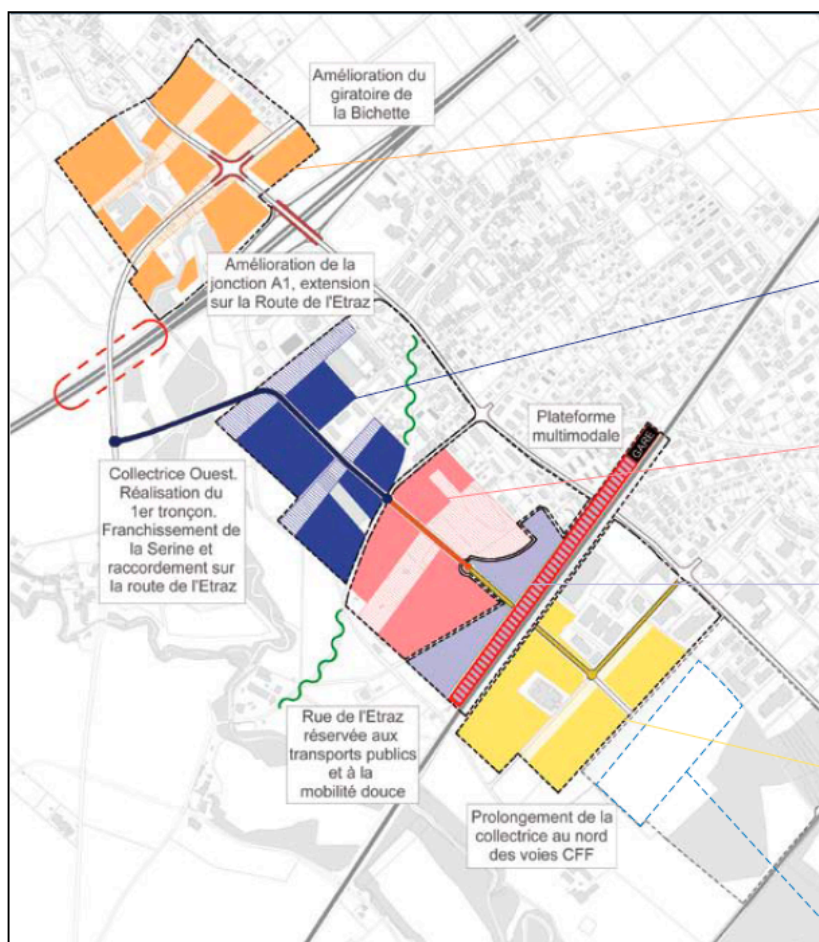 Amélioration du
giratoire de
la Bichette
Amélioration de la
jonction A1, extension
sur la Route de l'Etraz
Plateforme
multimodale
GARE
Collectrice Ouest.
Réalisation du
1er tronçon.
Franchissement de
la Serine et
raccordement sur
la route de l'Etraz
Rue de l'Etraz
réservée aux
transports publics
et à la
mobilité douce
Prolongement de la
collectrice au nord
des voies CFF